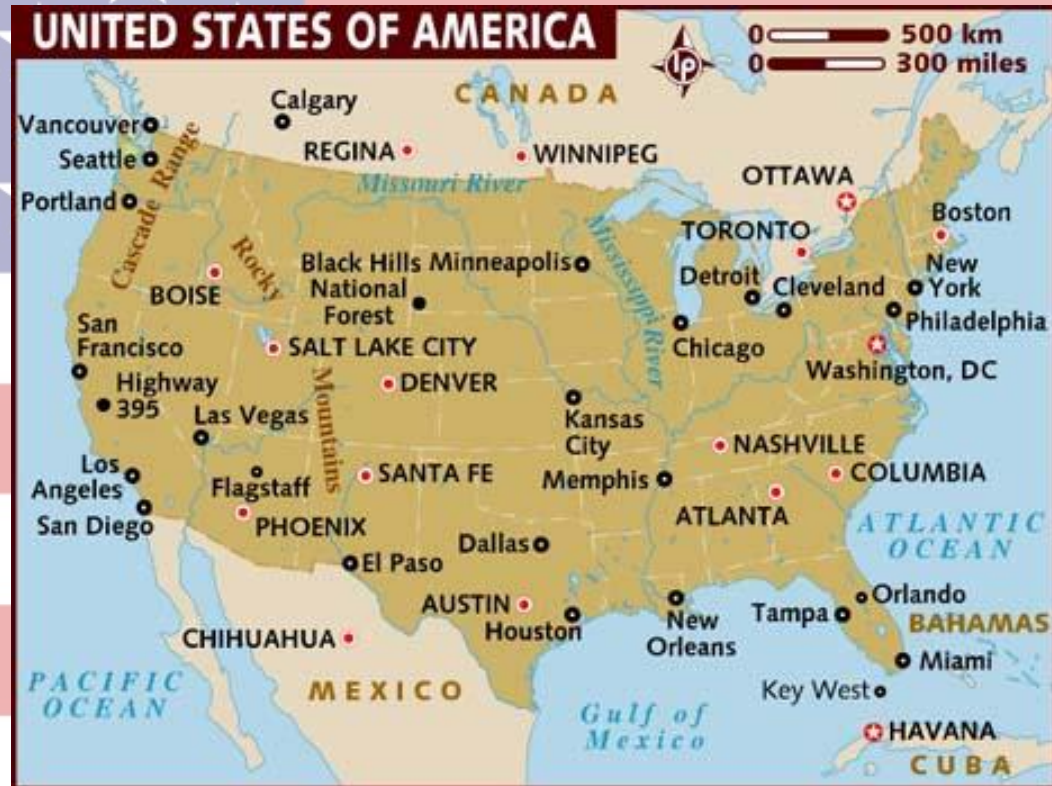 UNITED STATES OF AMERICA
0 500 km
0 300 miles
lp
CANADA
Calgary
Vancouver
REGINA
WINNIPEG
Seattle
Cascade Range
Missouri River
OTTAWA
Portland
Boston
TORONTO
Mississippi River
Rocky
Mountains
Black Hills
National
Forest
Minneapolis
Detroit
Cleveland
New
York
BOISE
Philadelphia
San
Francisco
SALT LAKE CITY
Chicago
Washington, DC
Highway
395
DENVER
Las Vegas
Kansas
City
NASHVILLE
Los
Angeles
Flagstaff
SANTA FE
Memphis
COLUMBIA
San Diego
PHOENIX
ATLANTA
ATLANTIC
OCEAN
Dallas
El Paso
AUSTIN
Houston
New
Orleans
Tampa
Orlando
BAHAMAS
CHIHUAHUA
Miami
PACIFIC
OCEAN
MEXICO
Key West
Gulf of
Mexico
HAVANA
CUBA